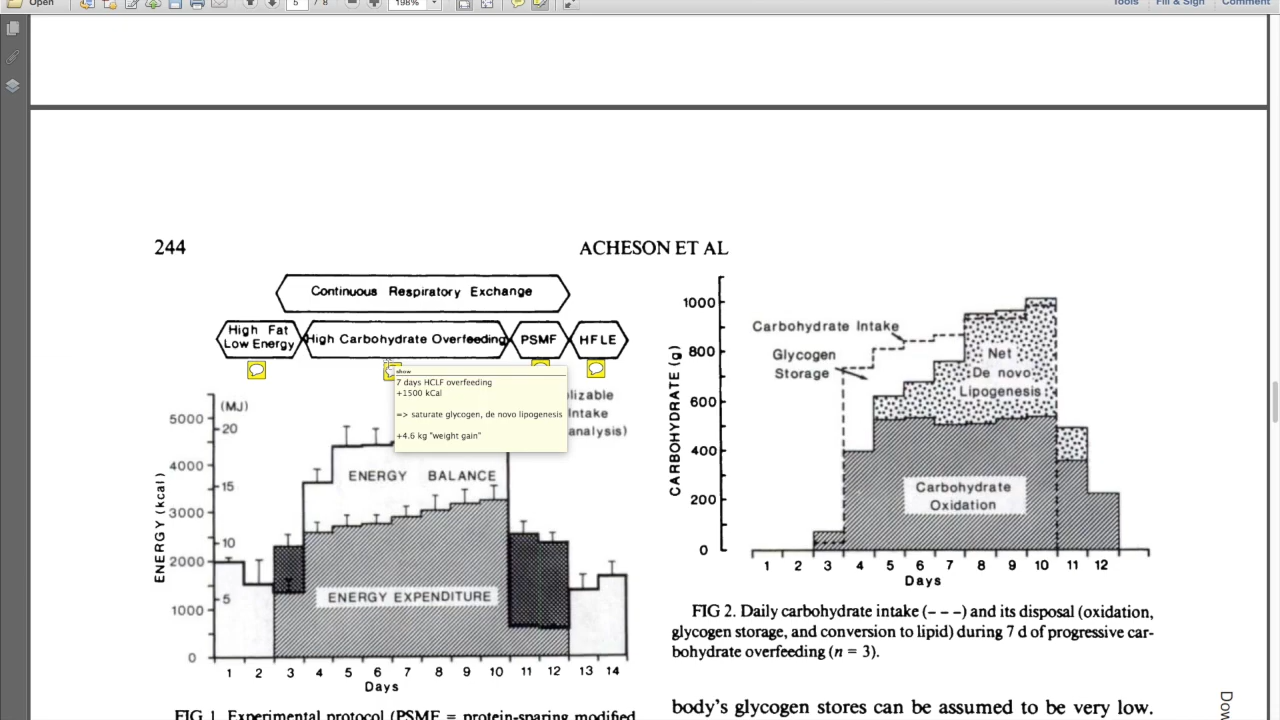 Open
5 / 8
198%
Tools
Fill & Sign
Comment
244
ACHESON ET AL
Continuous Respiratory Exchange
High Fat
Low Energy
High Carbohydrate Overfeeding
PSMF
HFLE
show
7 days HCLF overfeeding
+1500 kCal
=> saturate glycogen, de novo lipogenesis
+4.6 kg "weight gain"
lizable
Intake
analysis)
(MJ)
5000
20
4000
15
3000
10
2000
5
1000
0
ENERGY (kcal)
ENERGY BALANCE
ENERGY EXPENDITURE
1 2 3 4 5 6 7 8 9 10 11 12 13 14
Days
FIG 1. Experimental protocol (PSMF = protein-sparing modified
1000
800
600
400
200
0
CARBOHYDRATE (g)
Carbohydrate Intake
Glycogen
Storage
Net
De novo
Lipogenesis
Carbohydrate
Oxidation
1 2 3 4 5 6 7 8 9 10 11 12
Days
FIG 2. Daily carbohydrate intake (– – –) and its disposal (oxidation,
glycogen storage, and conversion to lipid) during 7 d of progressive car-
bohydrate overfeeding (n = 3).
body's glycogen stores can be assumed to be very low.
Dow